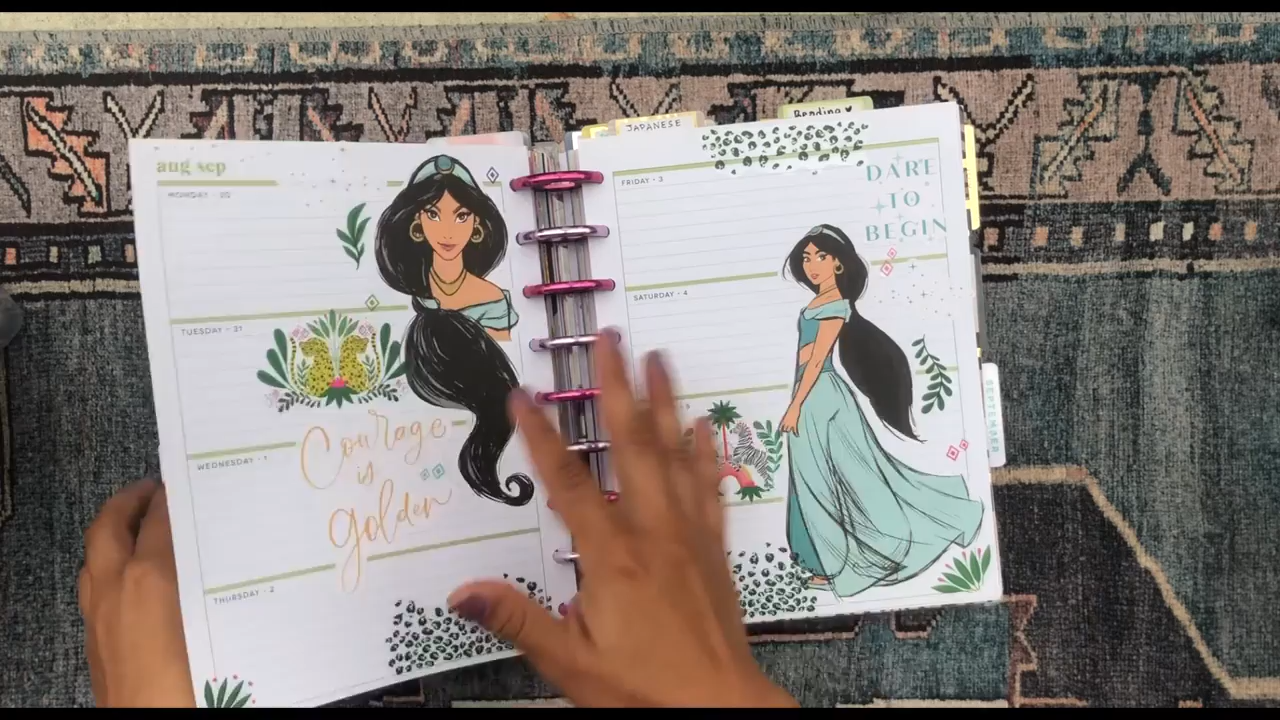 aug sep
MONDAY • 30
TUESDAY • 31
Courage
is
golden
WEDNESDAY • 1
THURSDAY • 2
JAPANESE
Reading
FRIDAY • 3
DARE
TO
BEGIN
SATURDAY • 4
SEPTEMBER